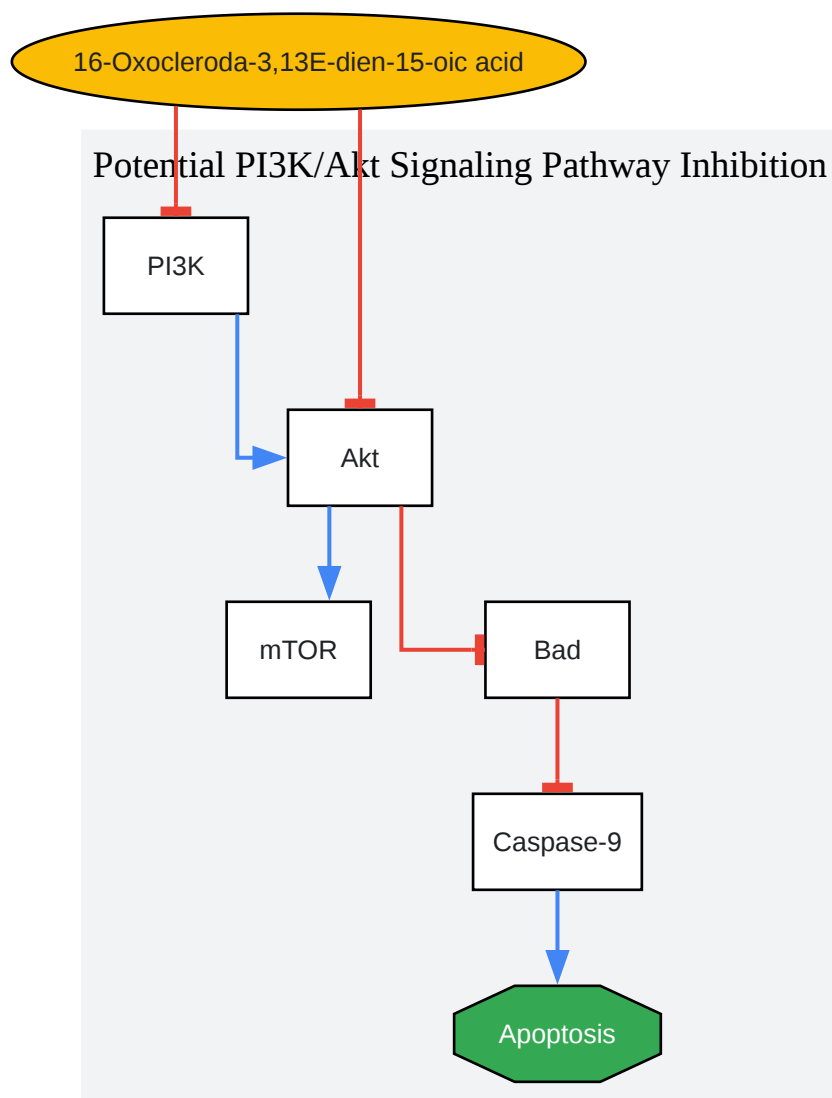 16-Oxocleroda-3,13E-dien-15-oic acid
Potential PI3K/Akt Signaling Pathway Inhibition
PI3K
Akt
mTOR
Bad
Caspase-9
Apoptosis